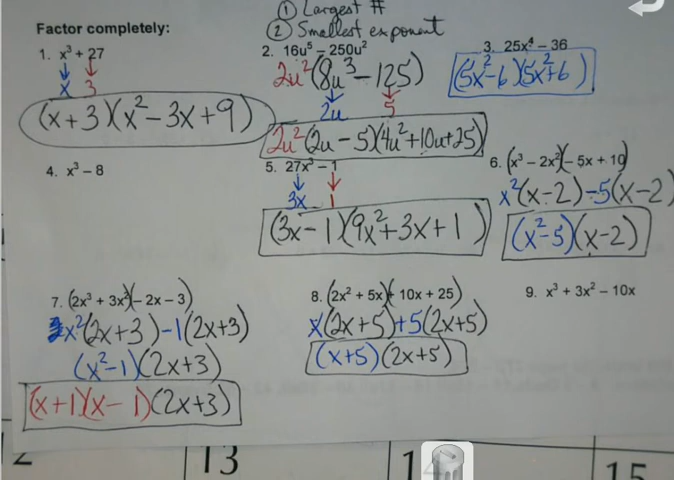 ① Largest #
② Smallest exponent
Factor completely:
1. x³ + 27
x 3
(x+3)(x²−3x+9)
2. 16u⁵ − 250u²
2u²(8u³−125)
2u 5
2u²(2u−5)(4u²+10u+25)
3. 25x⁴ − 36
(5x²−6)(5x²+6)
4. x³ − 8
5. 27x³ − 1
3x 1
(3x−1)(9x²+3x+1)
6. (x³ − 2x²)(− 5x + 10)
x²(x−2)−5(x−2)
(x²−5)(x−2)
7. (2x³ + 3x²)(− 2x − 3)
x²(2x+3)−1(2x+3)
(x²−1)(2x+3)
(x+1)(x−1)(2x+3)
8. (2x² + 5x)(+ 10x + 25)
x(2x+5)+5(2x+5)
(x+5)(2x+5)
9. x³ + 3x² − 10x
12 13 14 15